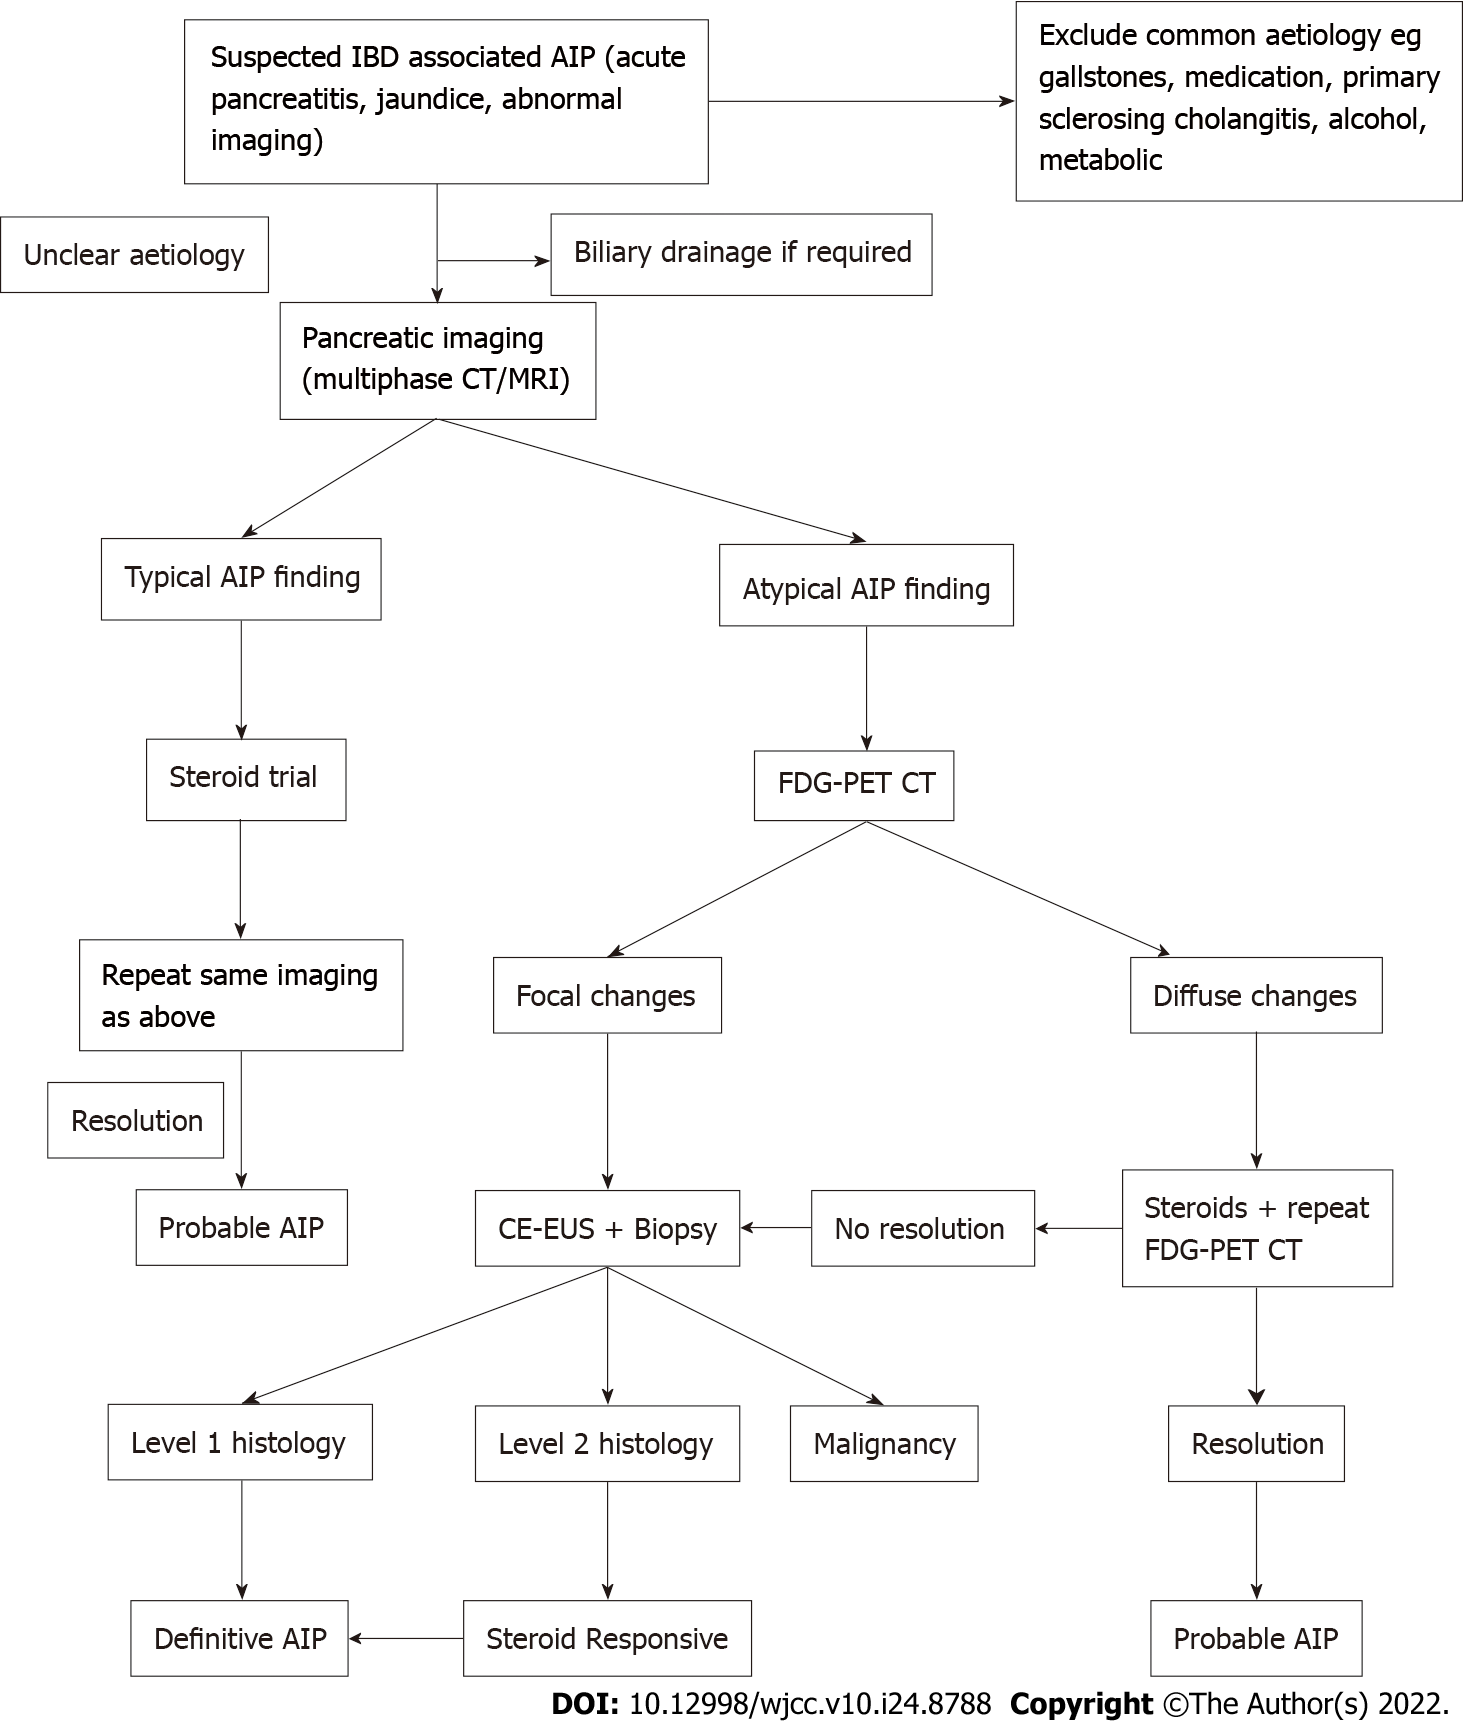 Suspected IBD associated AIP (acute
pancreatitis, jaundice, abnormal
imaging)
Exclude common aetiology eg
gallstones, medication, primary
sclerosing cholangitis, alcohol,
metabolic
Unclear aetiology
Biliary drainage if required
Pancreatic imaging
(multiphase CT/MRI)
Typical AIP finding
Atypical AIP finding
Steroid trial
FDG-PET CT
Repeat same imaging
as above
Focal changes
Diffuse changes
Resolution
Probable AIP
CE-EUS + Biopsy
No resolution
Steroids + repeat
FDG-PET CT
Level 1 histology
Level 2 histology
Malignancy
Resolution
Definitive AIP
Steroid Responsive
Probable AIP
DOI: 10.12998/wjcc.v10.i24.8788 Copyright ©The Author(s) 2022.